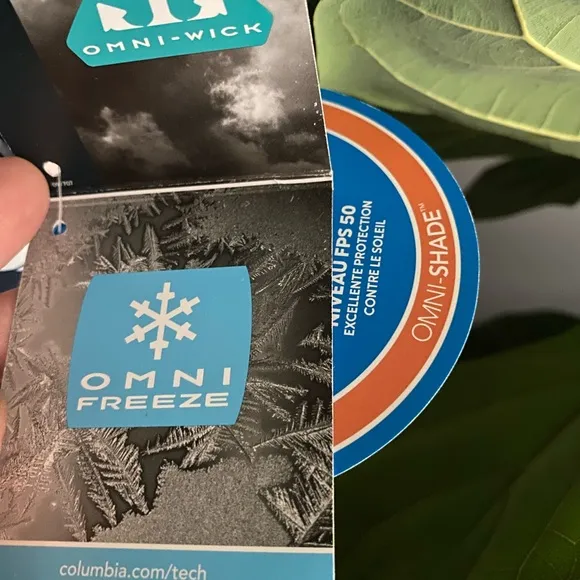 OMNI-WICK
OMNI
FREEZE
columbia.com/tech
NIVEAU FPS 50
EXCELLENTE PROTECTION
CONTRE LE SOLEIL
OMNI-SHADE™